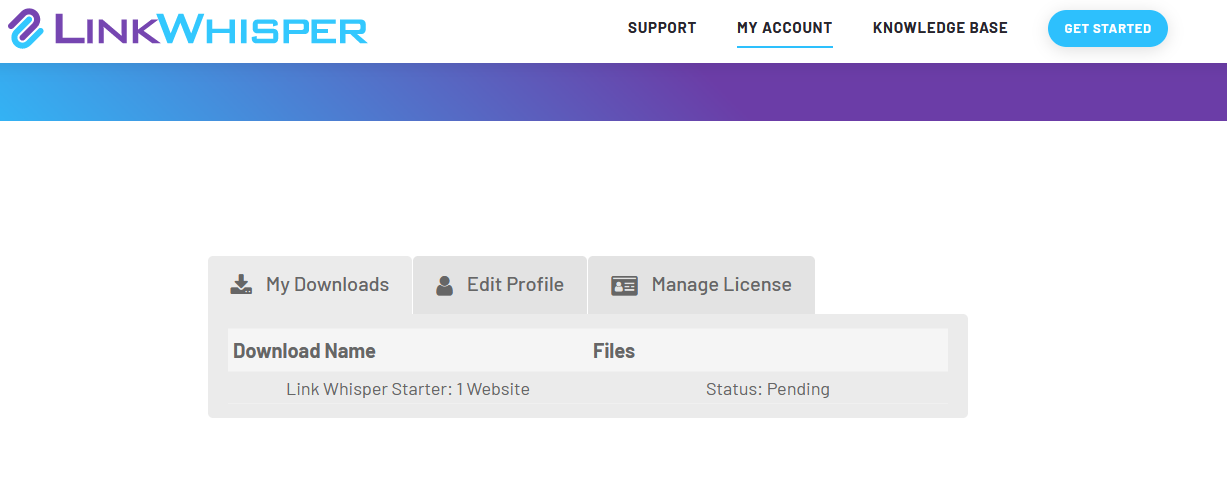 LINKWHISPER SUPPORT MY ACCOUNT KNOWLEDGE BASE GET STARTED
My Downloads Edit Profile Manage License
Download Name Files
Link Whisper Starter: 1 Website Status: Pending